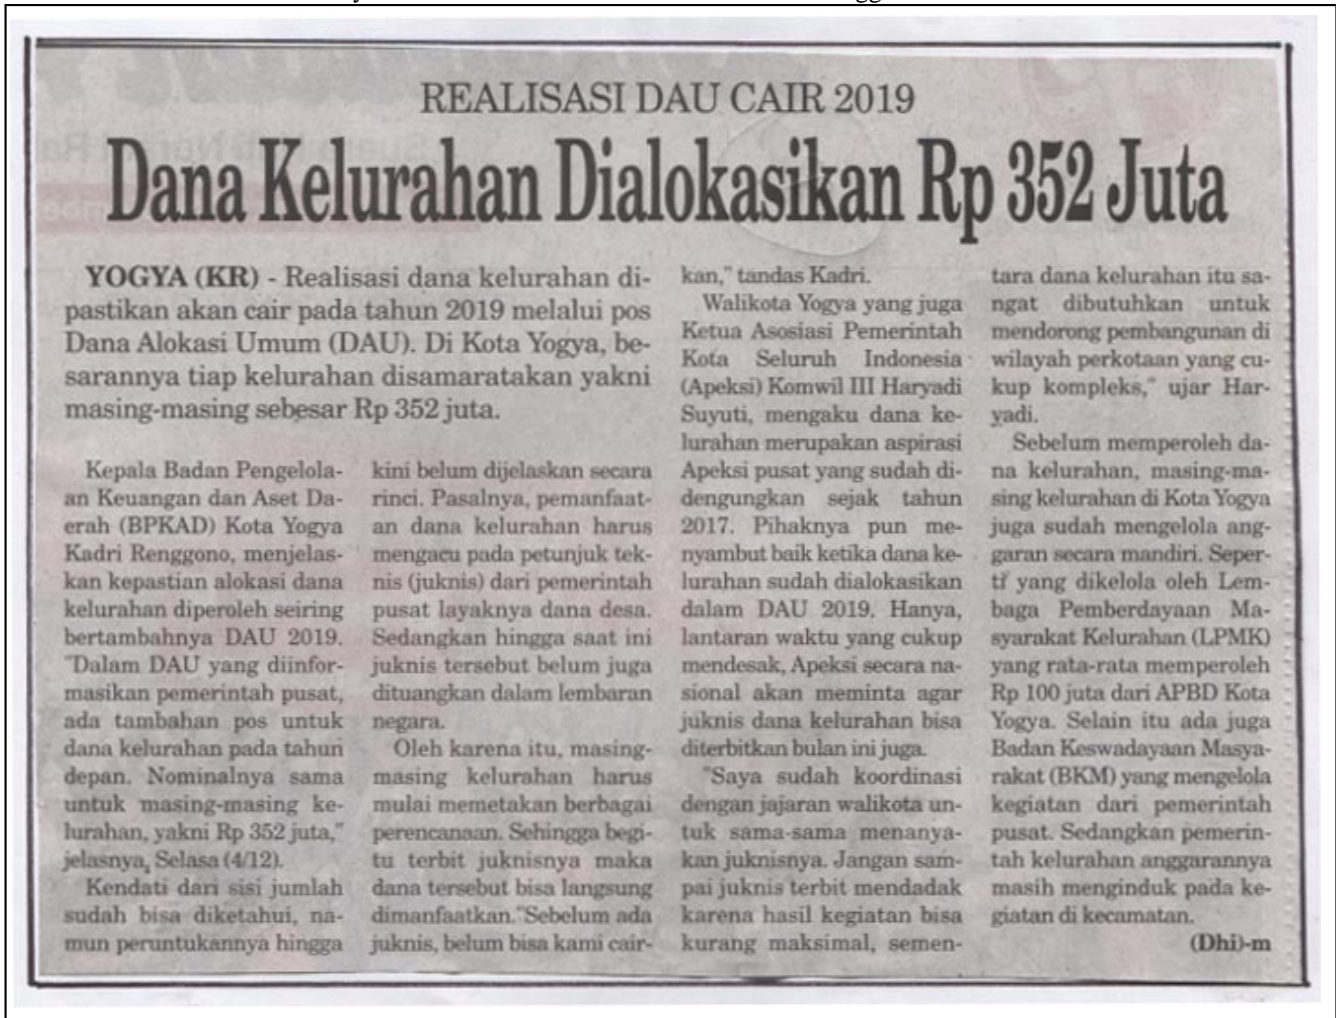 REALISASI DAU CAIR 2019
Dana Kelurahan Dialokasikan Rp 352 Juta
YOGYA (KR) - Realisasi dana kelurahan di-
pastikan akan cair pada tahun 2019 melalui pos
Dana Alokasi Umum (DAU). Di Kota Yogya, be-
sarannya tiap kelurahan disamaratakan yakni
masing-masing sebesar Rp 352 juta.
Kepala Badan Pengelola-
an Keuangan dan Aset Da-
erah (BPKAD) Kota Yogya
Kadri Renggono, menjelas-
kan kepastian alokasi dana
kelurahan diperoleh seiring
bertambahnya DAU 2019.
"Dalam DAU yang diinfor-
masikan pemerintah pusat,
ada tambahan pos untuk
dana kelurahan pada tahun
depan. Nominalnya sama
untuk masing-masing ke-
lurahan, yakni Rp 352 juta,"
jelasnya, Selasa (4/12).
Kendati dari sisi jumlah
sudah bisa diketahui, na-
mun peruntukannya hingga
kini belum dijelaskan secara
rinci. Pasalnya, pemanfaat-
an dana kelurahan harus
mengacu pada petunjuk tek-
nis (juknis) dari pemerintah
pusat layaknya dana desa.
Sedangkan hingga saat ini
juknis tersebut belum juga
dituangkan dalam lembaran
negara.
Oleh karena itu, masing-
masing kelurahan harus
mulai memetakan berbagai
perencanaan. Sehingga begi-
tu terbit juknisnya maka
dana tersebut bisa langsung
dimanfaatkan."Sebelum ada
juknis, belum bisa kami cair-
kan," tandas Kadri.
Walikota Yogya yang juga
Ketua Asosiasi Pemerintah
Kota Seluruh Indonesia
(Apeksi) Komwil III Haryadi
Suyuti, mengaku dana ke-
lurahan merupakan aspirasi
Apeksi pusat yang sudah di-
dengungkan sejak tahun
2017. Pihaknya pun me-
nyambut baik ketika dana ke-
lurahan sudah dialokasikan
dalam DAU 2019. Hanya,
lantaran waktu yang cukup
mendesak, Apeksi secara na-
sional akan meminta agar
juknis dana kelurahan bisa
diterbitkan bulan ini juga.
"Saya sudah koordinasi
dengan jajaran walikota un-
tuk sama-sama menanya-
kan juknisnya. Jangan sam-
pai juknis terbit mendadak
karena hasil kegiatan bisa
kurang maksimal, semen-
tara dana kelurahan itu sa-
ngat dibutuhkan untuk
mendorong pembangunan di
wilayah perkotaan yang cu-
kup kompleks," ujar Har-
yadi.
Sebelum memperoleh da-
na kelurahan, masing-ma-
sing kelurahan di Kota Yogya
juga sudah mengelola ang-
garan secara mandiri. Seper-
ti yang dikelola oleh Lem-
baga Pemberdayaan Ma-
syarakat Kelurahan (LPMK)
yang rata-rata memperoleh
Rp 100 juta dari APBD Kota
Yogya. Selain itu ada juga
Badan Keswadayaan Masya-
rakat (BKM) yang mengelola
kegiatan dari pemerintah
pusat. Sedangkan pemerin-
tah kelurahan anggarannya
masih menginduk pada ke-
giatan di kecamatan.
(Dhi)-m